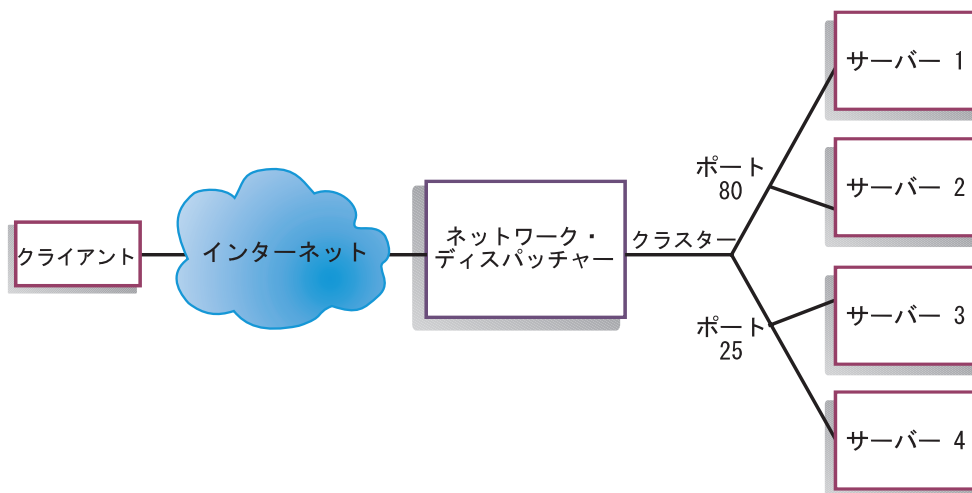 クライアント
インターネット
ネットワーク・
ディスパッチャー
クラスター
ポート
80
ポート
25
サーバー 1
サーバー 2
サーバー 3
サーバー 4